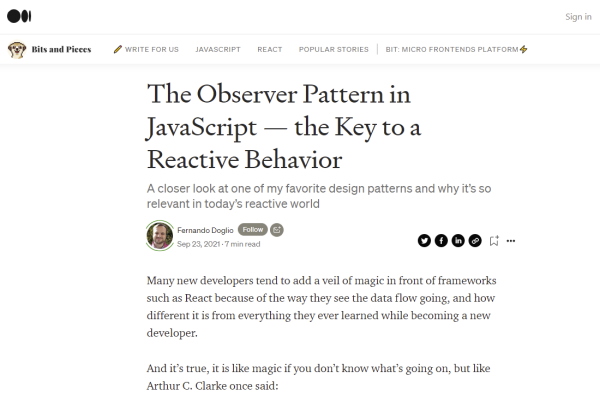 Sign in
Bits and Pieces
WRITE FOR US
JAVASCRIPT
REACT
POPULAR STORIES
BIT: MICRO FRONTENDS PLATFORM⚡
The Observer Pattern in
JavaScript — the Key to a
Reactive Behavior
A closer look at one of my favorite design patterns and why it's so
relevant in today's reactive world
Fernando Doglio Follow
Sep 23, 2021 · 7 min read
Many new developers tend to add a veil of magic in front of frameworks
such as React because of the way they see the data flow going, and how
different it is from everything they ever learned while becoming a new
developer.
And it's true, it is like magic if you don't know what's going on, but like
Arthur C. Clarke once said: